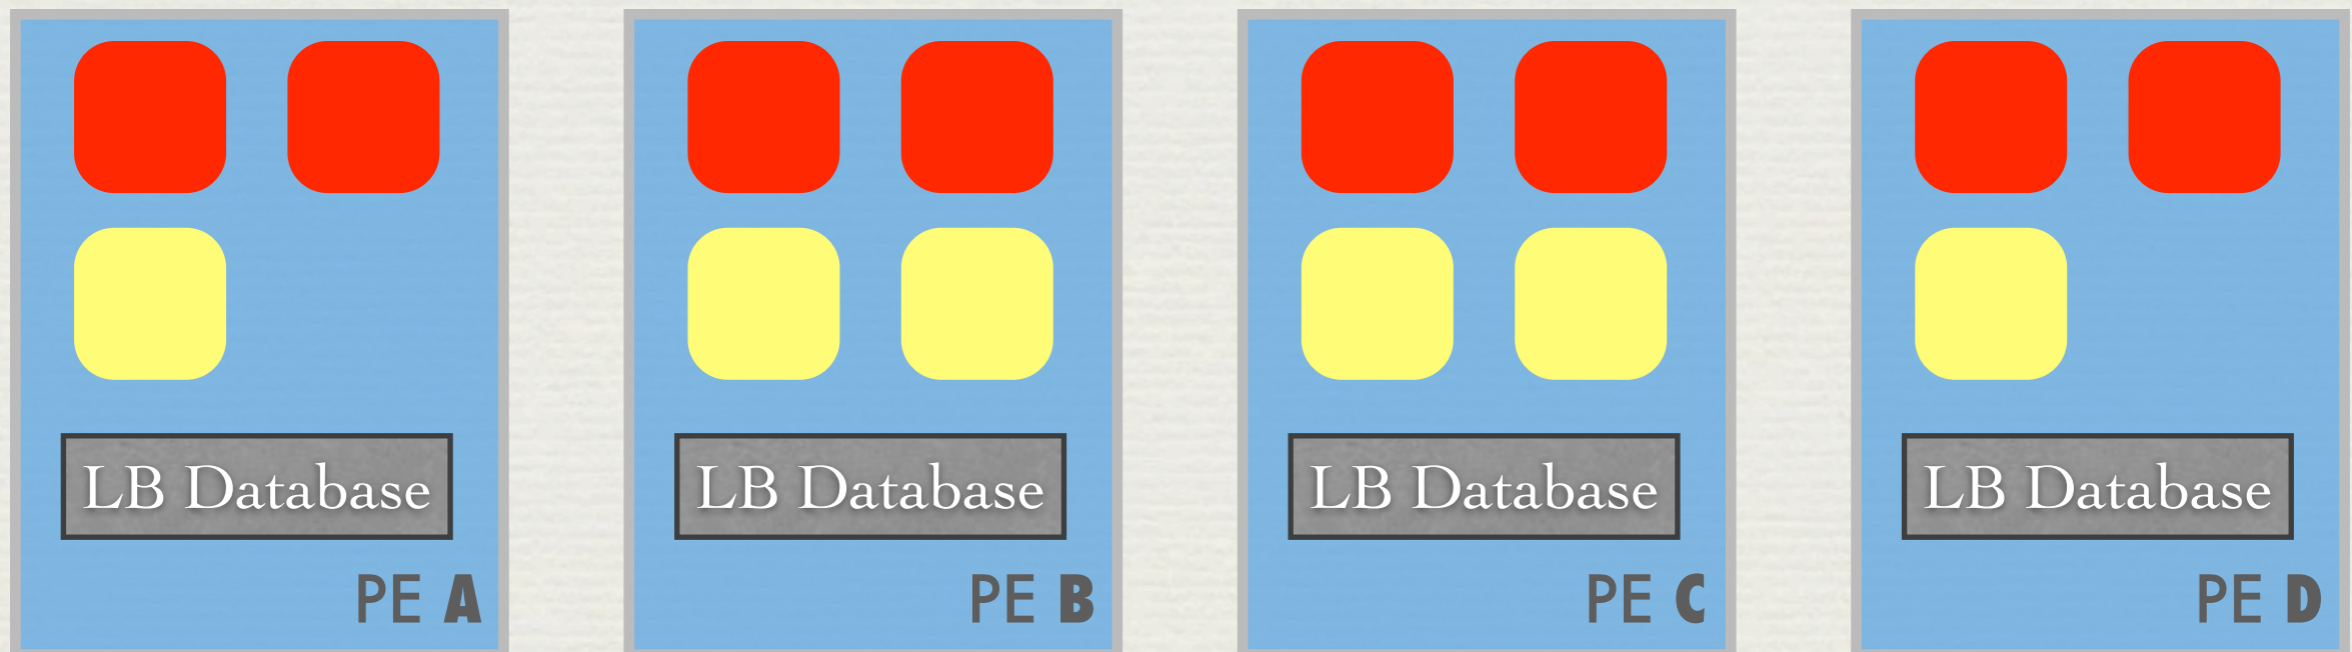 LB Database
PE A
LB Database
PE B
LB Database
PE C
LB Database
PE D